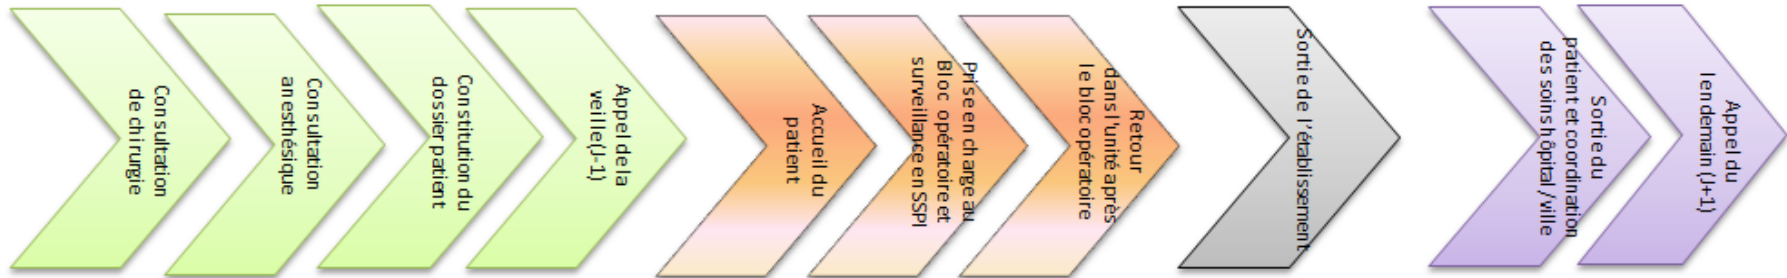 Consultation
de chirurgie
Consultation
anesthésique
Constitution du
dossier patient
Appel de la
veille (J-1)
Accueil du
patient
Prise en charge au
Bloc opératoire et
surveillance en SSPI
Retour
dans l'unité après
le bloc opératoire
Sortie de l'établissement
Sortie du
patient et coordination
des soins hôpital /ville
Appel du
lendemain (J+1)